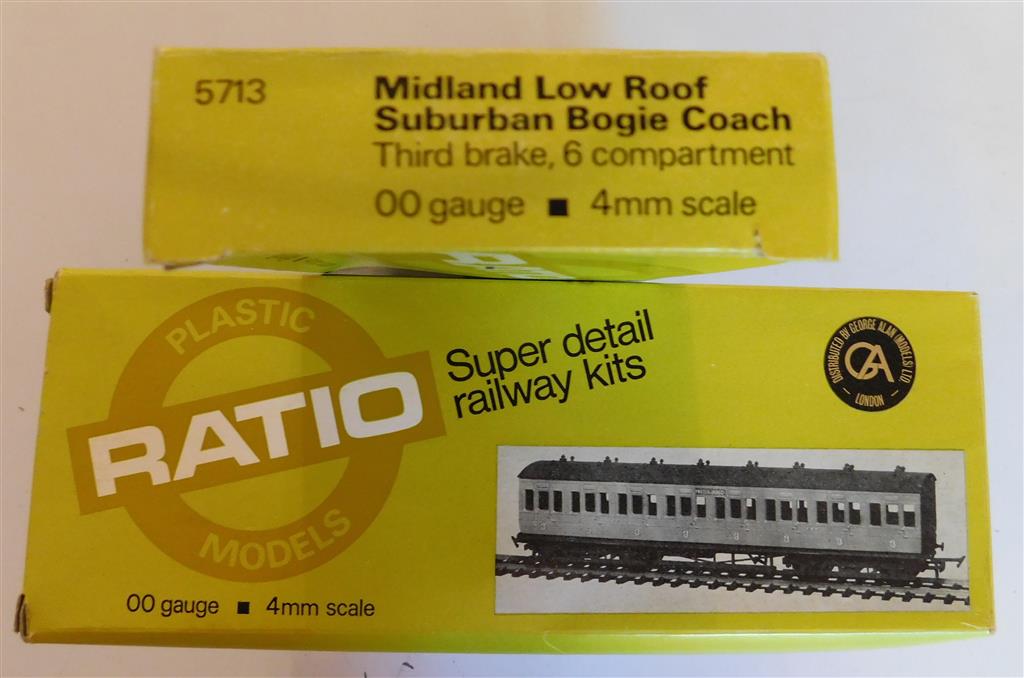 5713
Midland Low Roof
Suburban Bogie Coach
Third brake, 6 compartment
00 gauge ■ 4mm scale
PLASTIC
RATIO
MODELS
Super detail
railway kits
00 gauge ■ 4mm scale
DISTRIBUTED BY GEORGE ALAN (MODELS) LTD.
GA
— LONDON —